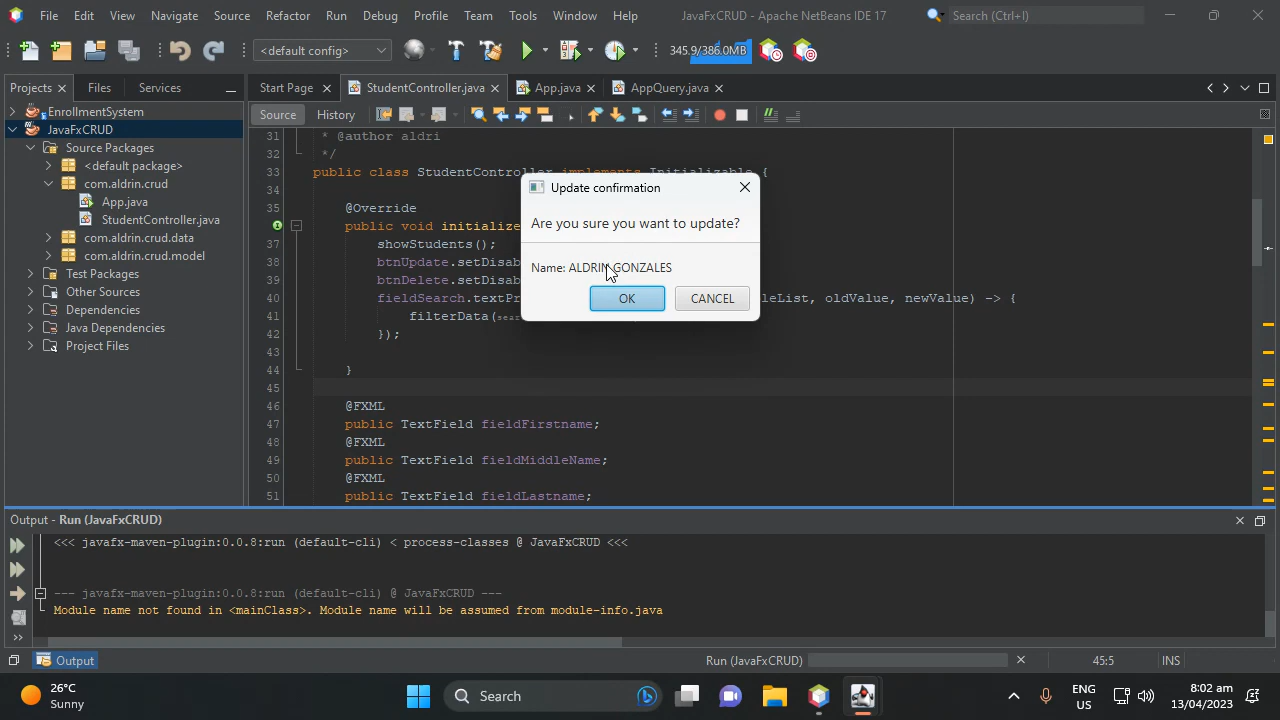 File Edit View Navigate Source Refactor Run Debug Profile Team Tools Window Help JavaFxCRUD - Apache NetBeans IDE 17 Search (Ctrl+I)
<default config> 345.9/386.0MB
Projects Files Services Start Page StudentController.java App.java AppQuery.java
Source History
EnrollmentSystem
JavaFxCRUD
Source Packages
<default package>
com.aldrin.crud
App.java
StudentController.java
com.aldrin.crud.data
com.aldrin.crud.model
Test Packages
Other Sources
Dependencies
Java Dependencies
Project Files
31 * @author aldri
32 */
33 public class StudentController implements Initializable {
34
35 @Override
public void initialize
37 showStudents();
38 btnUpdate.setDisab
39 btnDelete.setDisab
40 fieldSearch.textPr leList, oldValue, newValue) -> {
41 filterData(
42 });
43
44 }
45
46 @FXML
47 public TextField fieldFirstname;
48 @FXML
49 public TextField fieldMiddleName;
50 @FXML
51 public TextField fieldLastname;
Update confirmation
Are you sure you want to update?
Name: ALDRIN GONZALES
OK CANCEL
Output - Run (JavaFxCRUD)
<<< javafx-maven-plugin:0.0.8:run (default-cli) < process-classes @ JavaFxCRUD <<<
--- javafx-maven-plugin:0.0.8:run (default-cli) @ JavaFxCRUD ---
Module name not found in <mainClass>. Module name will be assumed from module-info.java
Output Run (JavaFxCRUD) 45:5 INS
26°C
Sunny
Search
ENG
US
8:02 am
13/04/2023